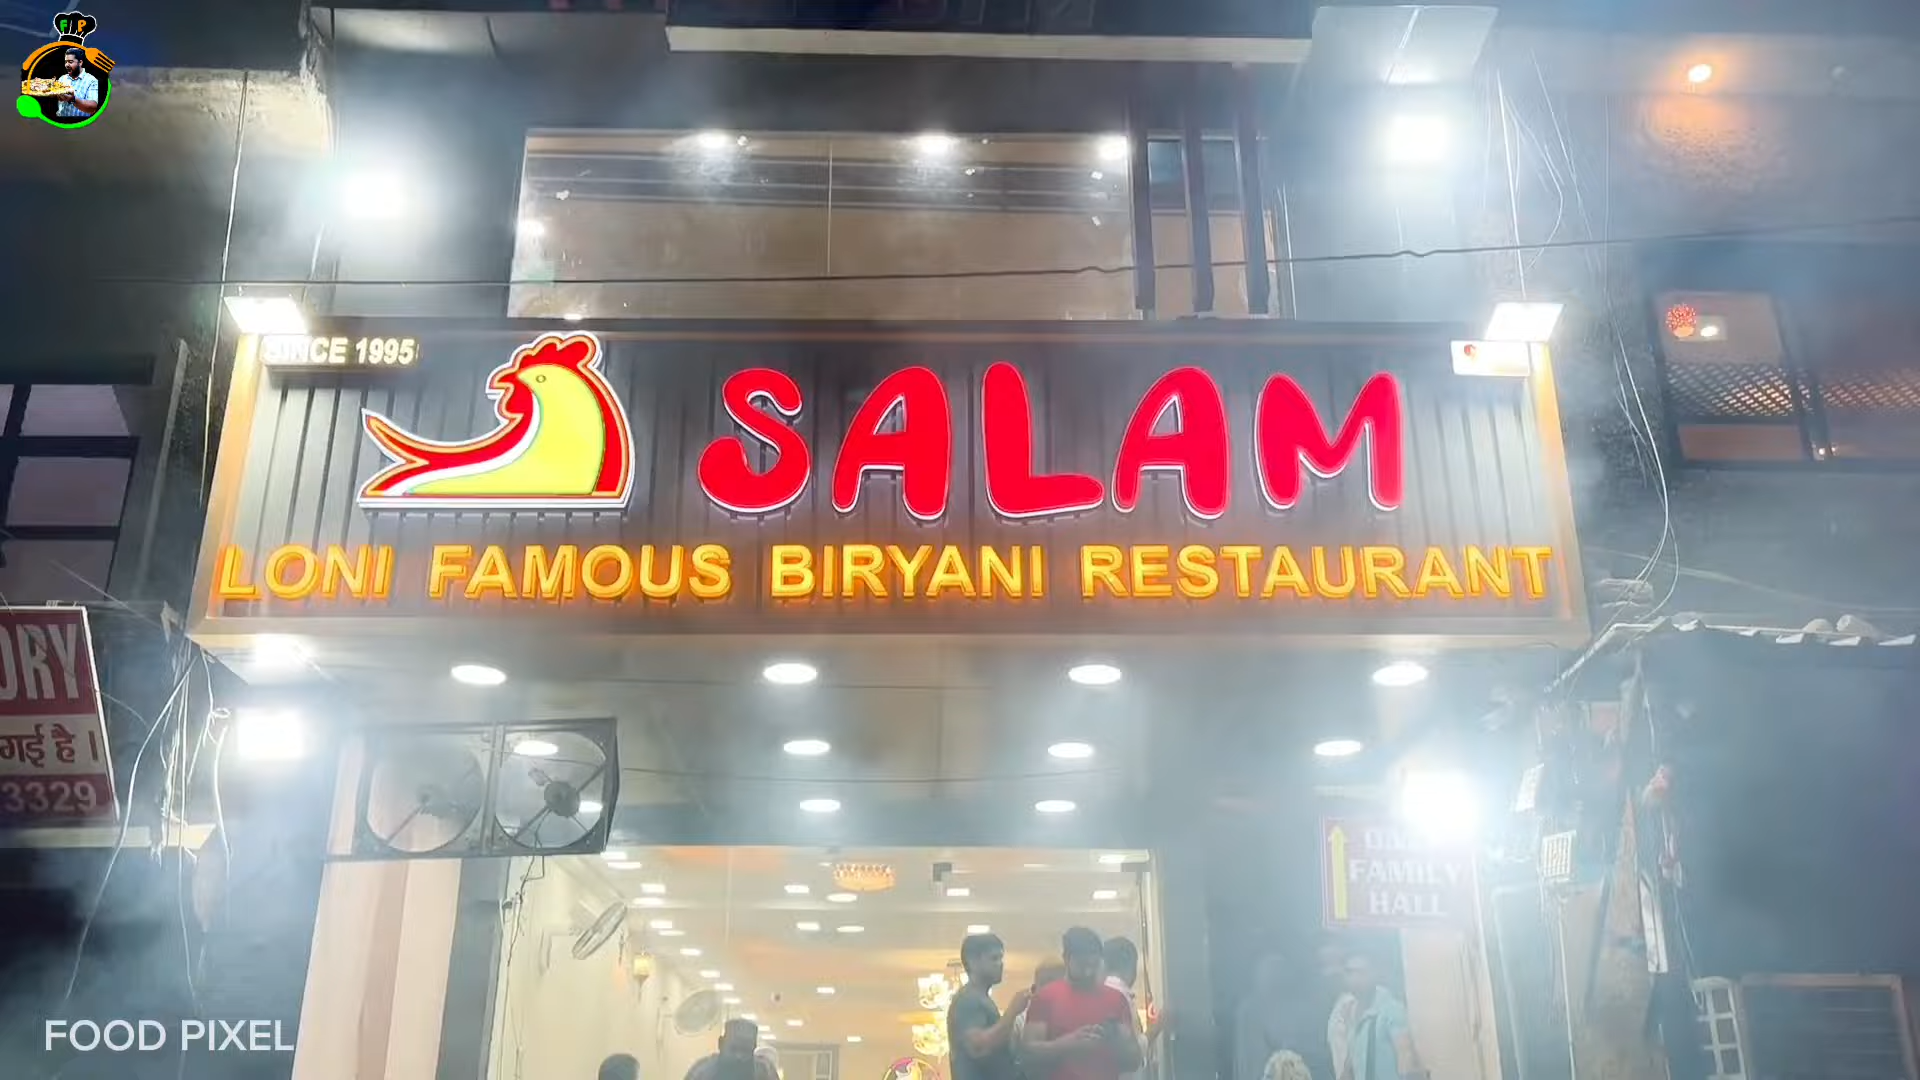 F P
SINCE 1995
SALAM
LONI FAMOUS BIRYANI RESTAURANT
ORY
गई है ।
3329
FAMILY
HALL
FOOD PIXEL